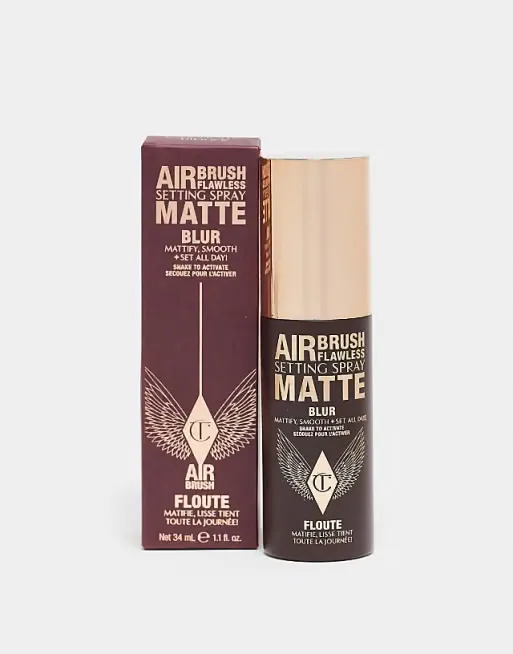 AIR BRUSH
FLAWLESS
SETTING SPRAY
MATTE
BLUR
MATTIFY, SMOOTH
+ SET ALL DAY!
SHAKE TO ACTIVATE
SECOUEZ POUR L'ACTIVER
CT
AIR
BRUSH
FLOUTE
MATIFIE, LISSE TIENT
TOUTE LA JOURNÉE!
Net 34 mL ℮ 1.1 fl. oz.
AIR BRUSH
FLAWLESS
SETTING SPRAY
MATTE
BLUR
MATTIFY, SMOOTH + SET ALL DAY!
SHAKE TO ACTIVATE
SECOUEZ POUR L'ACTIVER
CT
FLOUTE
MATIFIE, LISSE TIENT
TOUTE LA JOURNÉE!